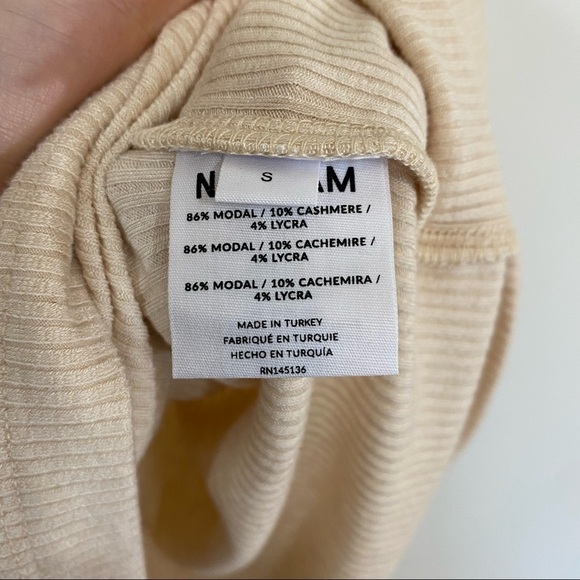 S
86% MODAL / 10% CASHMERE /
4% LYCRA
86% MODAL / 10% CACHEMIRE /
4% LYCRA
86% MODAL / 10% CACHEMIRA /
4% LYCRA
MADE IN TURKEY
FABRIQUÉ EN TURQUIE
HECHO EN TURQUÍA
RN145136